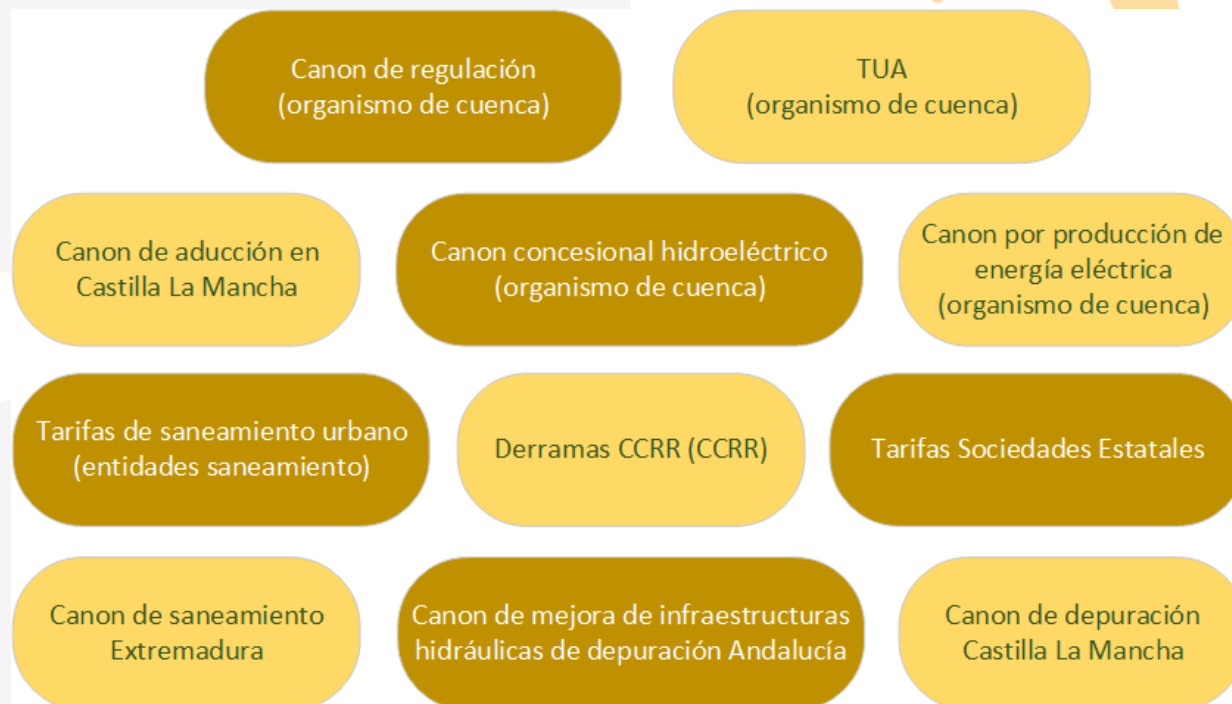 Canon de regulación
(organismo de cuenca)
TUA
(organismo de cuenca)
Canon de aducción en
Castilla La Mancha
Canon concesional hidroeléctrico
(organismo de cuenca)
Canon por producción de
energía eléctrica
(organismo de cuenca)
Tarifas de saneamiento urbano
(entidades saneamiento)
Derramas CCRR (CCRR)
Tarifas Sociedades Estatales
Canon de saneamiento
Extremadura
Canon de mejora de infraestructuras
hidráulicas de depuración Andalucía
Canon de depuración
Castilla La Mancha